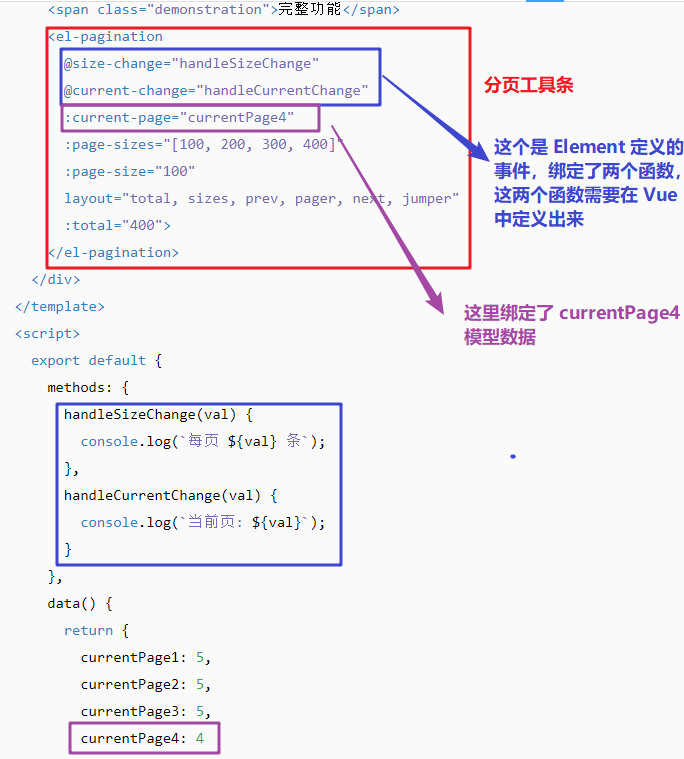 <span class="demonstration">完整功能</span>
<el-pagination
@size-change="handleSizeChange"
@current-change="handleCurrentChange"
:current-page="currentPage4"
:page-sizes="[100, 200, 300, 400]"
:page-size="100"
layout="total, sizes, prev, pager, next, jumper"
:total="400">
</el-pagination>
</div>
</template>
<script>
export default {
methods: {
handleSizeChange(val) {
console.log(`每页 ${val} 条`);
},
handleCurrentChange(val) {
console.log(`当前页: ${val}`);
}
},
data() {
return {
currentPage1: 5,
currentPage2: 5,
currentPage3: 5,
currentPage4: 4
分页工具条
这个是 Element 定义的
事件，绑定了两个函数，
这两个函数需要在 Vue
中定义出来
这里绑定了 currentPage4
模型数据